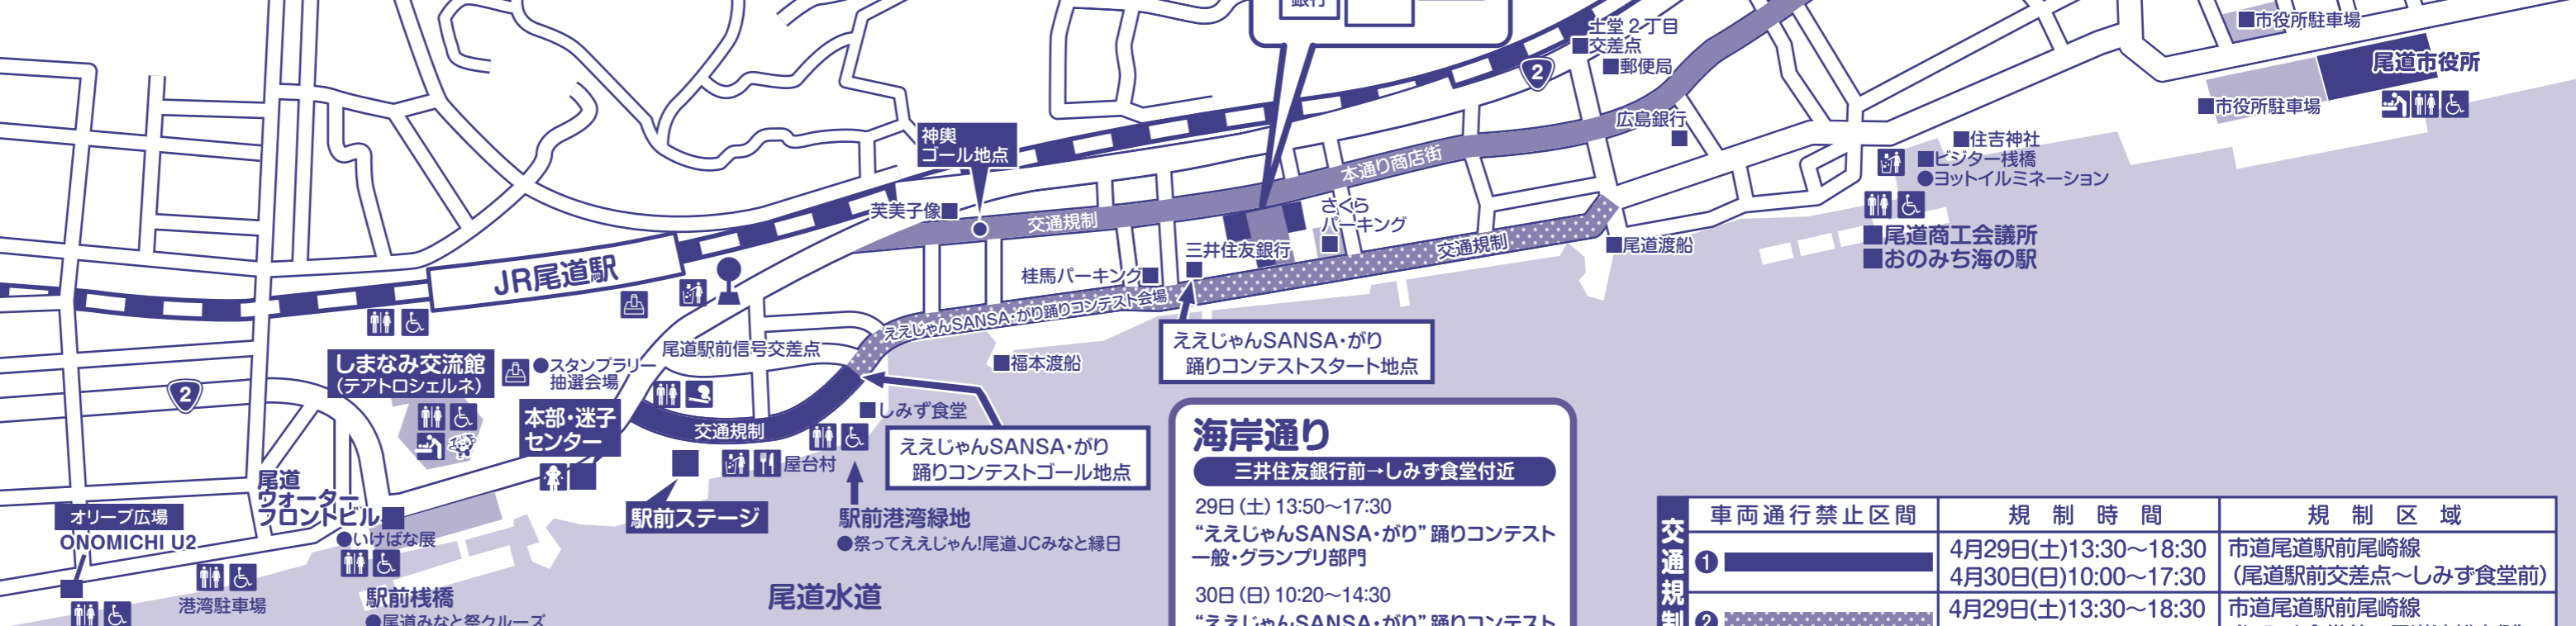 銀行
土堂2丁目
■交差点
■郵便局
■市役所駐車場
尾道市役所
■市役所駐車場
2
広島銀行
■住吉神社
■ビジター桟橋
●ヨットイルミネーション
神輿
ゴール地点
本通り商店街
芙美子像■
交通規制
さくら
パーキング
三井住友銀行
交通規制
■尾道渡船
■尾道商工会議所
■おのみち海の駅
JR尾道駅
桂馬パーキング■
ええじゃんSANSA・がり踊りコンテスト会場
ええじゃんSANSA・がり
踊りコンテストスタート地点
尾道駅前信号交差点
■福本渡船
しまなみ交流館
(テアトロシェルネ)
●スタンプラリー
抽選会場
2
本部・迷子
センター
交通規制
■しみず食堂
ええじゃんSANSA・がり
踊りコンテストゴール地点
屋台村
駅前ステージ
駅前港湾緑地
●祭ってええじゃん!尾道JCみなと縁日
尾道
ウォーター
フロントビル
●いけばな展
オリーブ広場
ONOMICHI U2
港湾駐車場
駅前桟橋
●尾道みなと祭クルーズ
尾道水道
海岸通り
三井住友銀行前→しみず食堂付近
29日(土)13:50〜17:30
“ええじゃんSANSA・がり”踊りコンテスト
一般・グランプリ部門
30日(日)10:20〜14:30
“ええじゃんSANSA・がり”踊りコンテスト
交通規制
車両通行禁止区間 規制時間 規制区域
❶ 4月29日(土)13:30〜18:30 市道尾道駅前尾崎線
4月30日(日)10:00〜17:30 (尾道駅前交差点〜しみず食堂前)
❷ 4月29日(土)13:30〜18:30 市道尾道駅前尾崎線